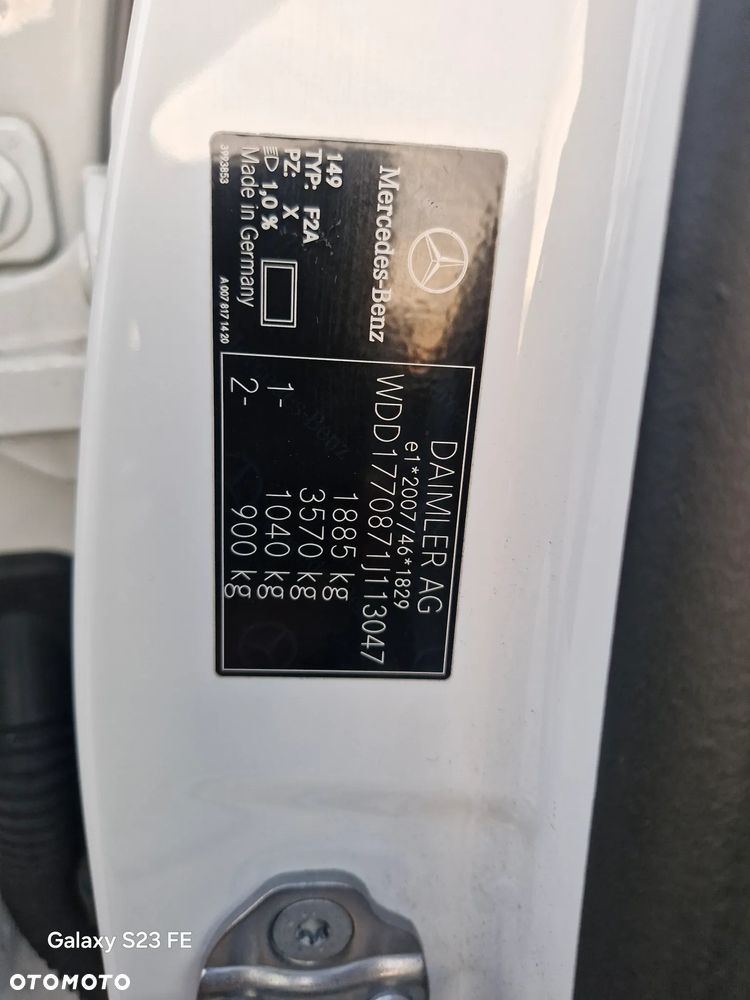 Mercedes-Benz
149
TYP: F2A
PZ: X
1,0 %
Made in Germany
3923853
A 007 817 14 20
DAIMLER AG
e1*2007/46*1829
WDD1770871J113047
1885 kg
3570 kg
1- 1040 kg
2- 900 kg
Galaxy S23 FE
OTOMOTO